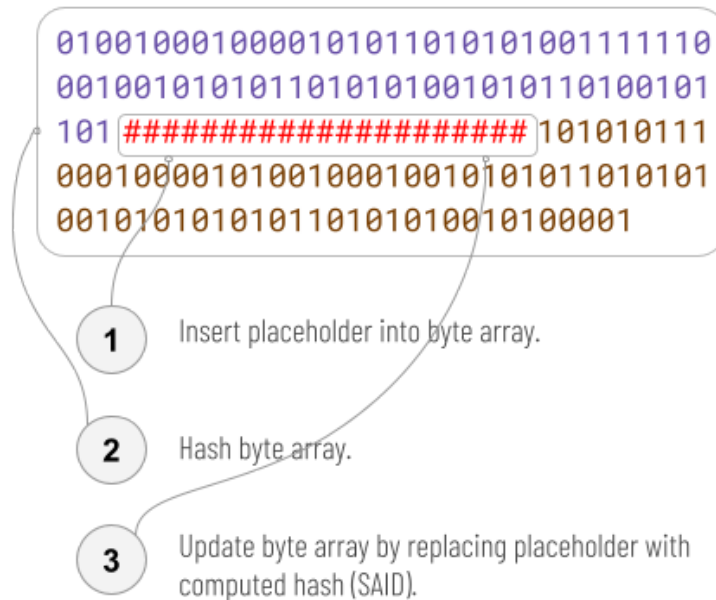 0100100010000101011010101001111110
0010010101011010101001010110100101
101 ##################### 101010111
0001000010100100010010101011010101
001010101010110101010010100001
1 Insert placeholder into byte array.
2 Hash byte array.
3 Update byte array by replacing placeholder with
computed hash (SAID).